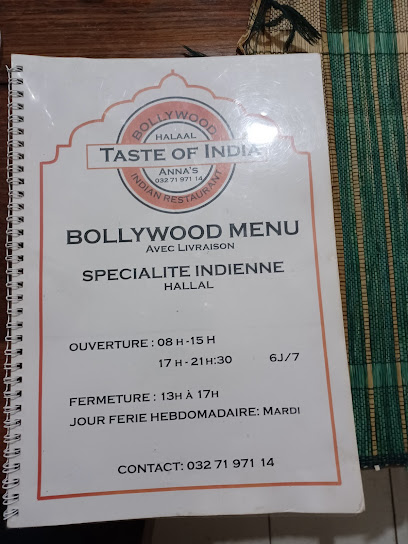 BOLLYWOOD
HALAAL
TASTE OF INDIA
ANNA'S
032 71 971 14
INDIAN RESTAURANT
BOLLYWOOD MENU
AVEC LIVRAISON
SPECIALITE INDIENNE
HALLAL
OUVERTURE : 08 H -15 H
17 H - 21H:30 6J/7
FERMETURE : 13H À 17H
JOUR FERIE HEBDOMADAIRE: MARDI
CONTACT: 032 71 971 14